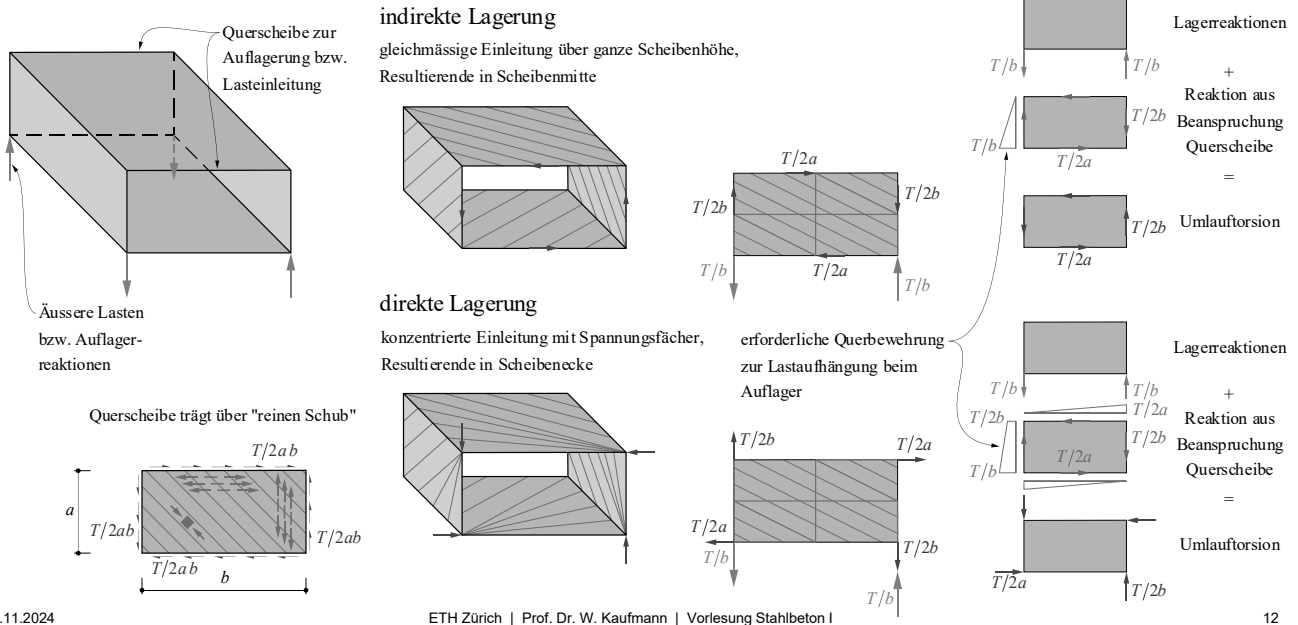 Querscheibe zur
Auflagerung bzw.
Lasteinleitung
Äussere Lasten
bzw. Auflager-
reaktionen
Querscheibe trägt über "reinen Schub"
T/2a b
a
T/2ab
T/2ab
T/2a b
b
indirekte Lagerung
gleichmässige Einleitung über ganze Scheibenhöhe,
Resultierende in Scheibenmitte
T/2a
T/2b
T/2b
T/2a
T/b
T/b
direkte Lagerung
konzentrierte Einleitung mit Spannungsfächer,
Resultierende in Scheibenecke
erforderliche Querbewehrung
zur Lastaufhängung beim
Auflager
T/2b
T/2a
T/2a
T/b
T/2b
T/b
Lagerreaktionen
T/b
T/b
+
Reaktion aus
Beanspruchung
Querscheibe
T/2b
T/b
T/2a
=
Umlauftorsion
T/2b
T/2a
Lagerreaktionen
T/b
T/b
+
T/2a
T/2b
Reaktion aus
Beanspruchung
Querscheibe
T/2b
T/b
T/2a
=
Umlauftorsion
T/2a
T/2b
.11.2024
ETH Zürich | Prof. Dr. W. Kaufmann | Vorlesung Stahlbeton I
12